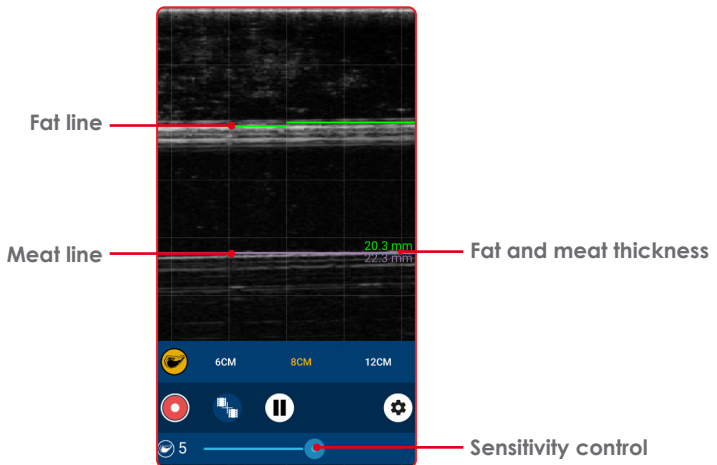 Fat line
20.3 mm
Meat line
22.3 mm
Fat and meat thickness
6CM 8CM 12CM
5
Sensitivity control